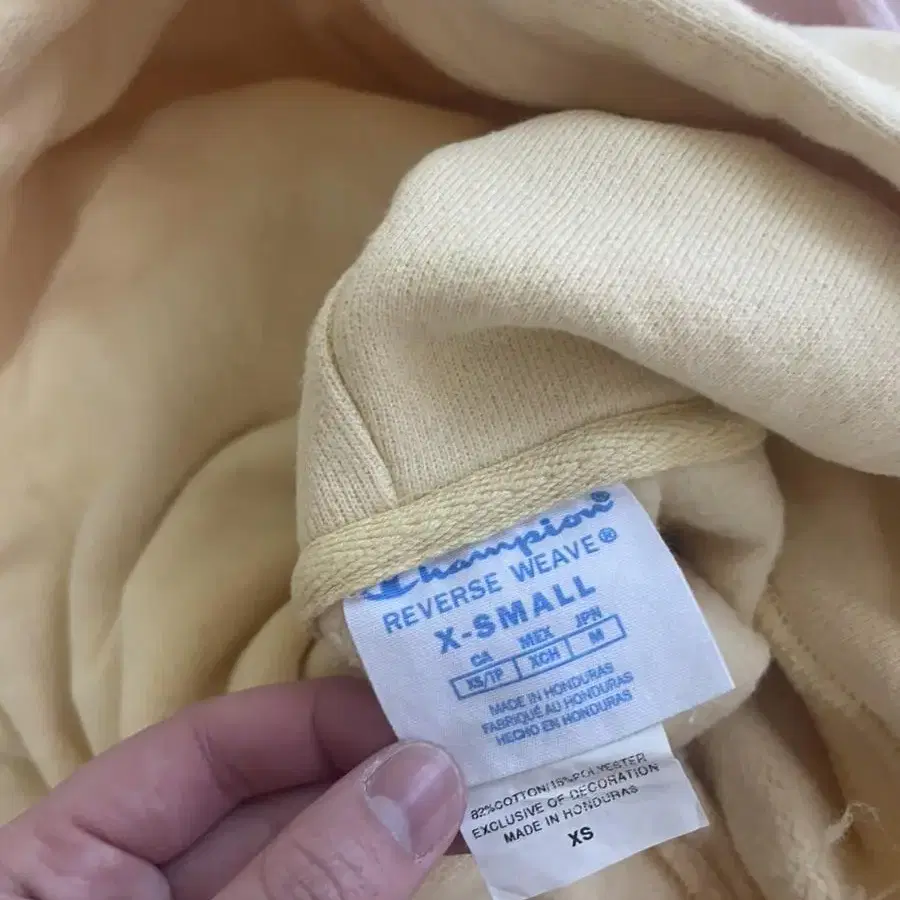 Champion®
REVERSE WEAVE®
X-SMALL
CA MEX JPN
XS/TP XCH M
MADE IN HONDURAS
FABRIQUÉ AU HONDURAS
HECHO EN HONDURAS
82%COTTON/18%POLYESTER
EXCLUSIVE OF DECORATION
MADE IN HONDURAS
XS